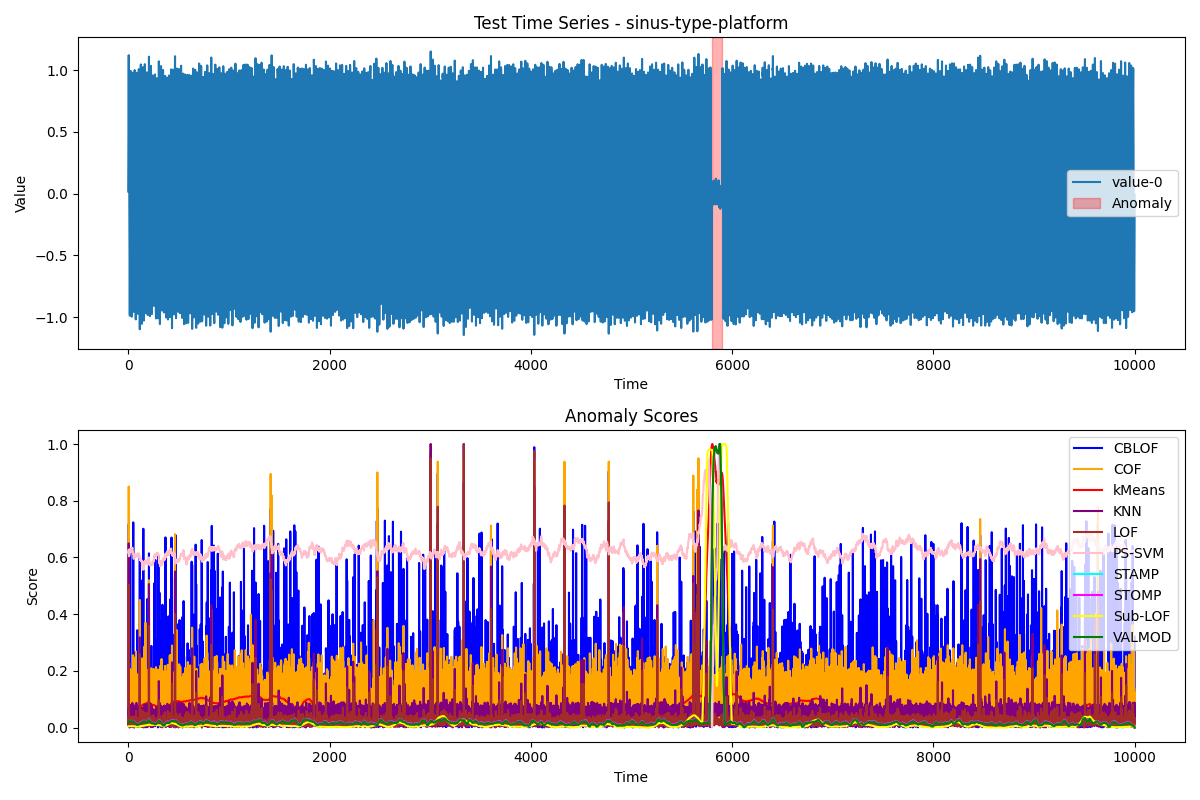 Test Time Series - sinus-type-platform
Value
1.0
0.5
0.0
−0.5
−1.0
value-0
Anomaly
0
2000
4000
6000
8000
10000
Time
Anomaly Scores
Score
1.0
0.8
0.6
0.4
0.2
0.0
CBLOF
COF
kMeans
KNN
LOF
PS-SVM
STAMP
STOMP
Sub-LOF
VALMOD
0
2000
4000
6000
8000
10000
Time